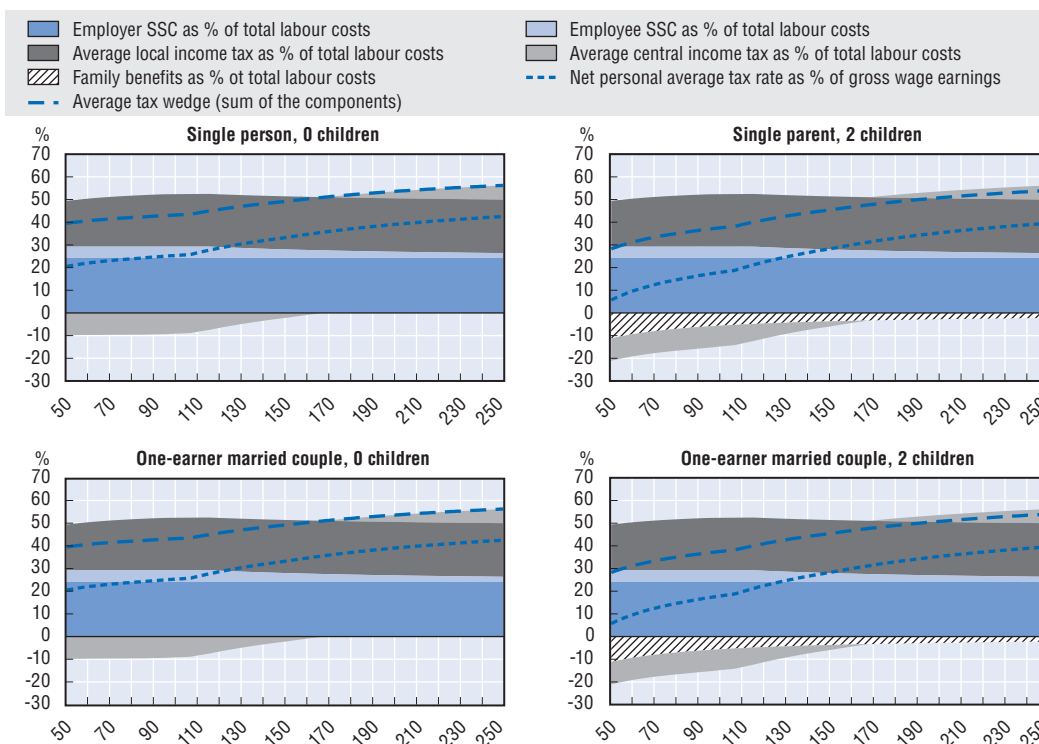 Employer SSC as % of total labour costs
Employee SSC as % of total labour costs
Average local income tax as % of total labour costs
Average central income tax as % of total labour costs
Family benefits as % ot total labour costs
Net personal average tax rate as % of gross wage earnings
Average tax wedge (sum of the components)
% Single person, 0 children
70
60
50
40
30
20
10
0
-10
-20
-30
50 70 90 110 130 150 170 190 210 230 250
% Single parent, 2 children
70
60
50
40
30
20
10
0
-10
-20
-30
50 70 90 110 130 150 170 190 210 230 250
% One-earner married couple, 0 children
70
60
50
40
30
20
10
0
-10
-20
-30
50 70 90 110 130 150 170 190 210 230 250
% One-earner married couple, 2 children
70
60
50
40
30
20
10
0
-10
-20
-30
50 70 90 110 130 150 170 190 210 230 250